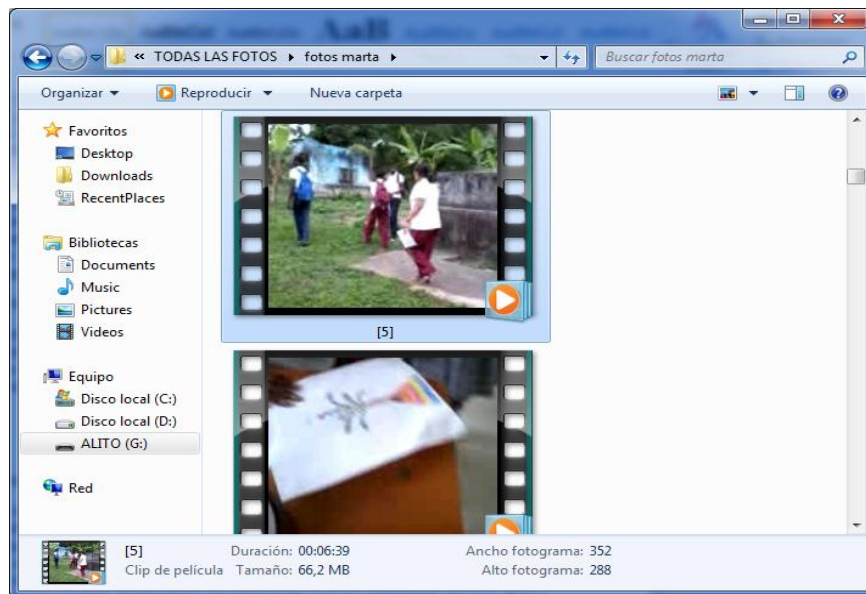 « TODAS LAS FOTOS ▸ fotos marta ▸ Buscar fotos marta
Organizar Reproducir Nueva carpeta
Favoritos
Desktop
Downloads
RecentPlaces
Bibliotecas
Documents
Music
Pictures
Videos
Equipo
Disco local (C:)
Disco local (D:)
ALITO (G:)
Red
[5]
[5] Duración: 00:06:39 Ancho fotograma: 352
Clip de película Tamaño: 66,2 MB Alto fotograma: 288